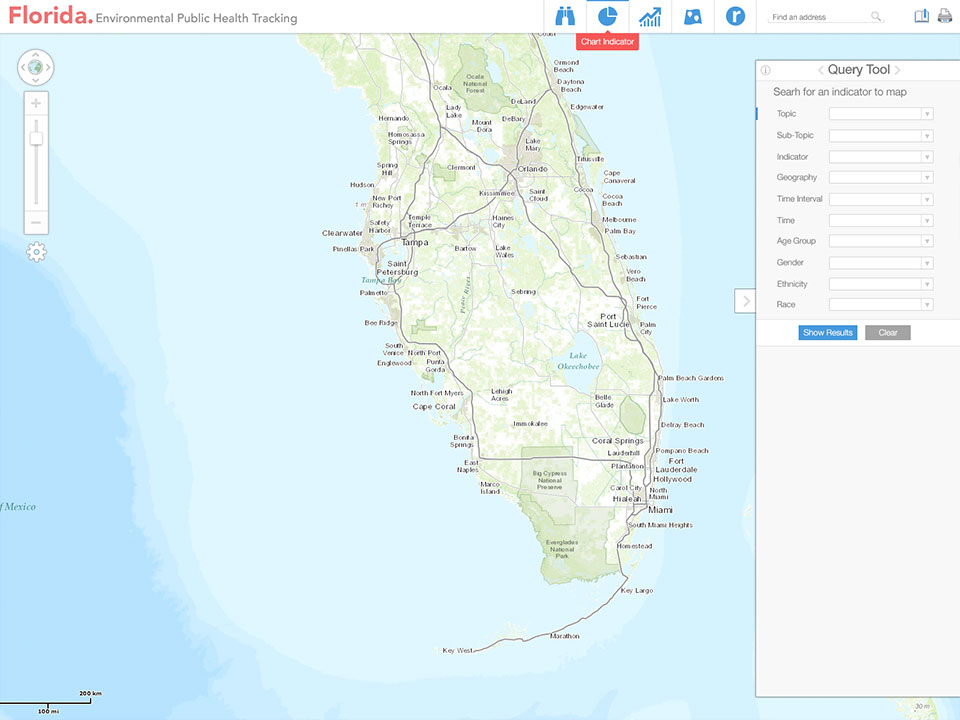 Florida. Environmental Public Health Tracking
Find an address
Chart Indicator
Query Tool
Searh for an indicator to map
Topic
Sub-Topic
Indicator
Geography
Time Interval
Time
Age Group
Gender
Ethnicity
Race
Show Results
Clear
Coast
Ormond
Beach
Ocala
National
Forest
Daytona
Beach
Ocala
DeLand
Edgewater
Lady
Lake
Hernando
Mount
Dora
DeBary
Homosassa
Springs
Lake
Mary
Titusville
Spring
Hill
Clermont
Orlando
Cape
Canaveral
Hudson
Kissimmee
Saint
Cloud
Cocoa
New Port
Richey
Cocoa
Beach
Safety
Harbor
Temple
Terrace
Haines
City
Melbourne
Clearwater
Palm Bay
Pinellas Park
Tampa
Bartow
Lake
Wales
Saint
Petersburg
Sebastian
Tampa Bay
Vero
Beach
Palmetto
Peace River
Sebring
Fort
Pierce
Bee Ridge
Port
Saint Lucie
Palm
City
South
Venice
North Port
Lake
Okeechobee
Englewood
Punta
Gorda
Palm Beach Gardens
North Fort Myers
Lehigh
Acres
Belle
Glade
Lake Worth
Cape Coral
Immokalee
Delray Beach
Bonita
Springs
Coral Springs
Lauderhill
Pompano Beach
East
Naples
Plantation
Fort
Lauderdale
Big Cypress
National
Preserve
Hollywood
Marco
Island
Carol City
North
Miami
Hialeah
Miami
of Mexico
South Miami Heights
Everglades
National
Park
Homestead
Key Largo
Marathon
Key West
200 km
100 mi
30 m